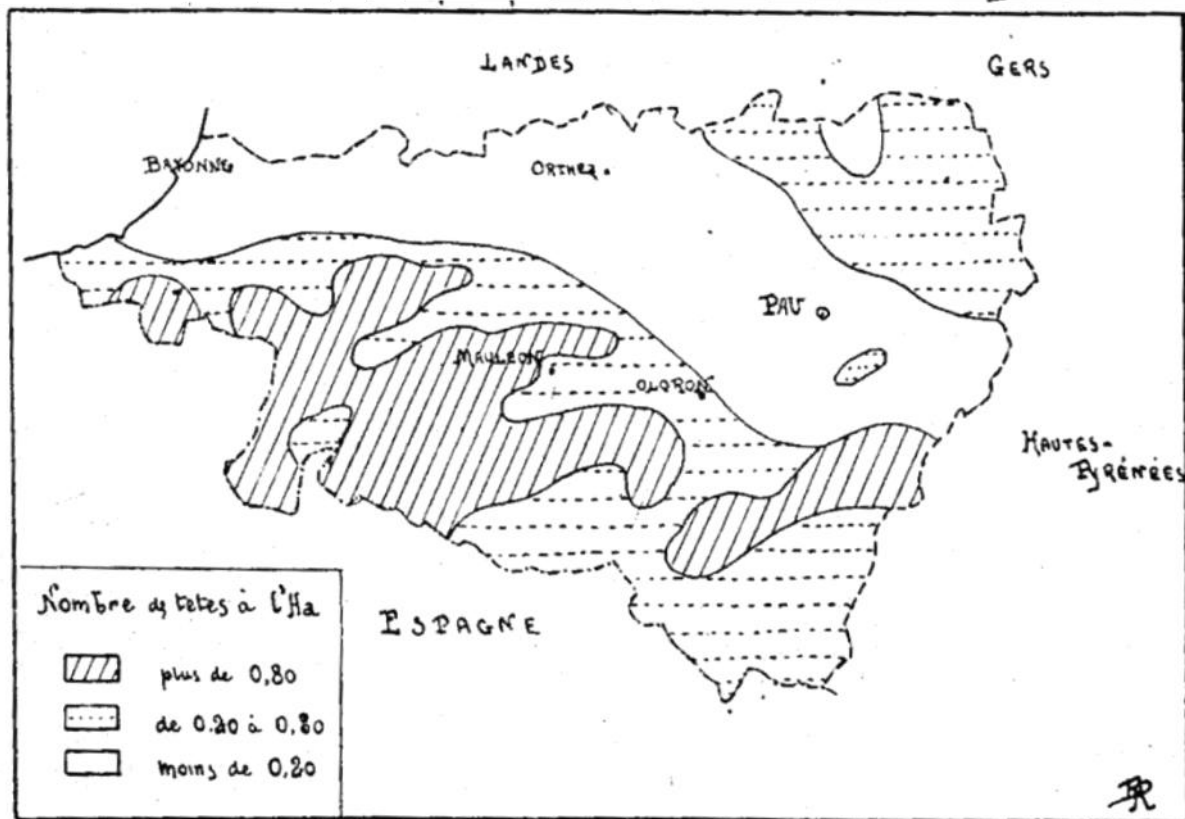 LANDES
GERS
BAYONNE
ORTHEZ
PAU
MAULEON
OLORON
HAUTES-
PYRÉNÉES
ESPAGNE
Nombre de tetes à l'Ha
plus de 0,80
de 0.20 à 0,80
moins de 0,20